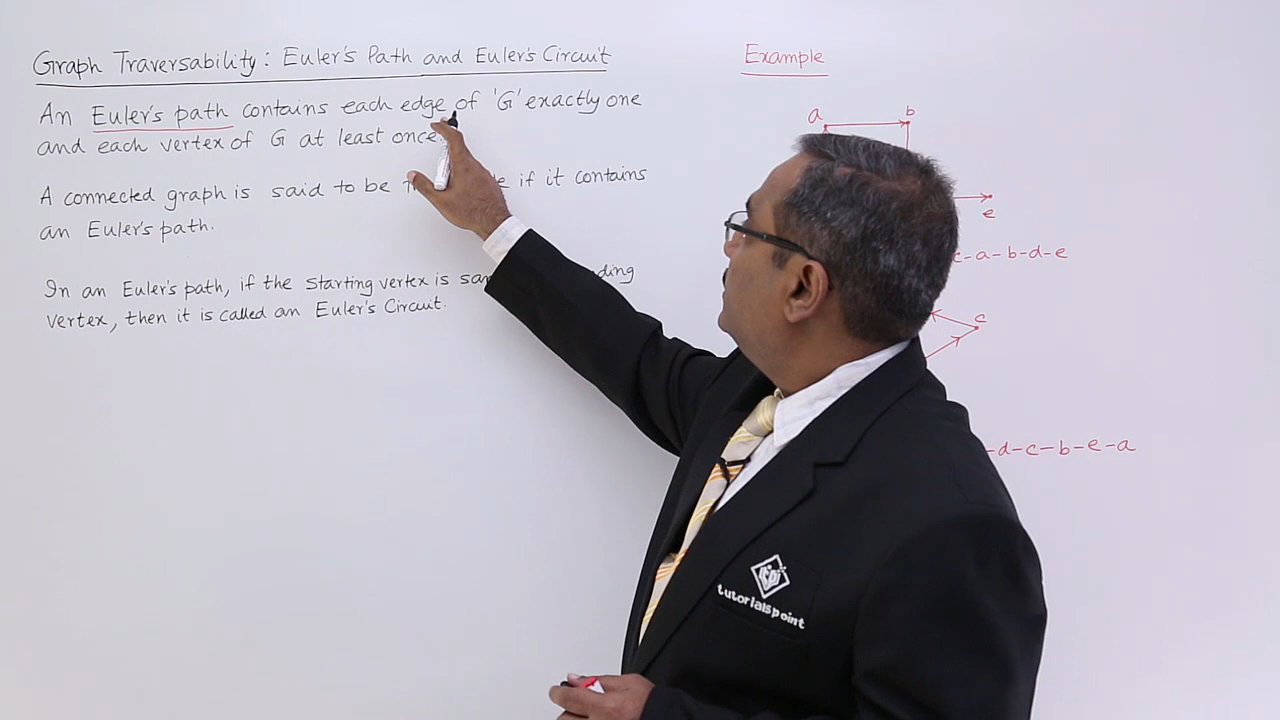 Graph Traversability : Euler's Path and Euler's Circuit
An Euler's path contains each edge of 'G' exactly one
and each vertex of G at least once
A connected graph is said to be if it contains
an Euler's path.
In an Euler's path, if the starting vertex is
vertex, then it is called an Euler's Circuit.
Example
a b
e
c-a-b-d-e
c
-d-c-b-e-a
tutorialspoint